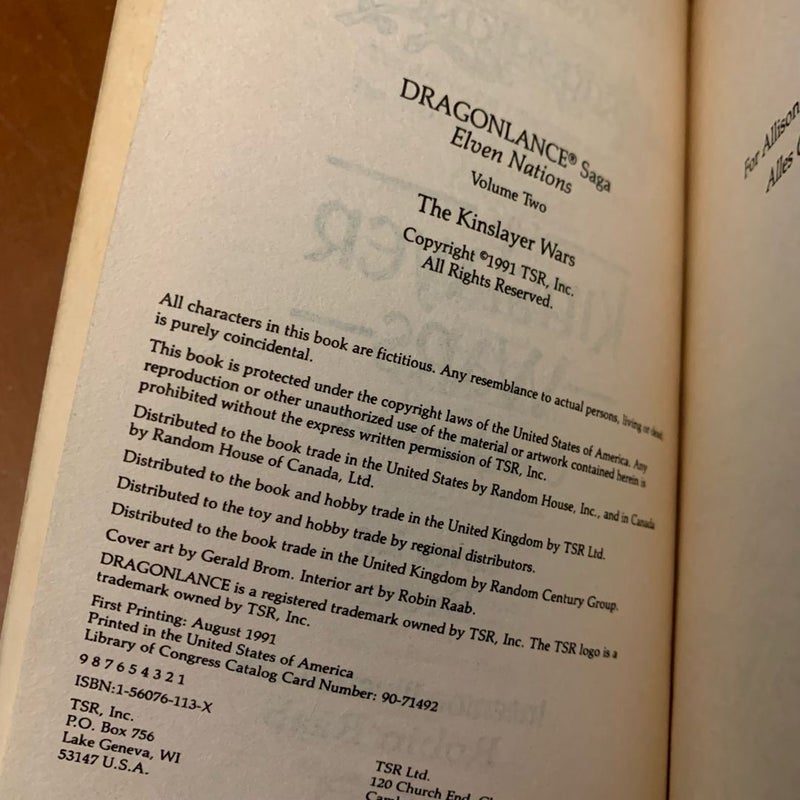 DRAGONLANCE® Saga
Elven Nations
Volume Two
The Kinslayer Wars
Copyright ©1991 TSR, Inc.
All Rights Reserved.
All characters in this book are fictitious. Any resemblance to actual persons, living or dead,
is purely coincidental.
This book is protected under the copyright laws of the United States of America. Any
reproduction or other unauthorized use of the material or artwork contained herein is
prohibited without the express written permission of TSR, Inc.
Distributed to the book trade in the United States by Random House, Inc., and in Canada
by Random House of Canada, Ltd.
Distributed to the book and hobby trade in the United Kingdom by TSR Ltd.
Distributed to the toy and hobby trade by regional distributors.
Distributed to the book trade in the United Kingdom by Random Century Group.
Cover art by Gerald Brom. Interior art by Robin Raab.
DRAGONLANCE is a registered trademark owned by TSR, Inc. The TSR logo is a
trademark owned by TSR, Inc.
First Printing: August 1991
Printed in the United States of America
Library of Congress Catalog Card Number: 90-71492
9 8 7 6 5 4 3 2 1
ISBN:1-56076-113-X
TSR, Inc.
P.O. Box 756
Lake Geneva, WI
53147 U.S.A.
TSR Ltd.
120 Church End,
For Allison
Alles